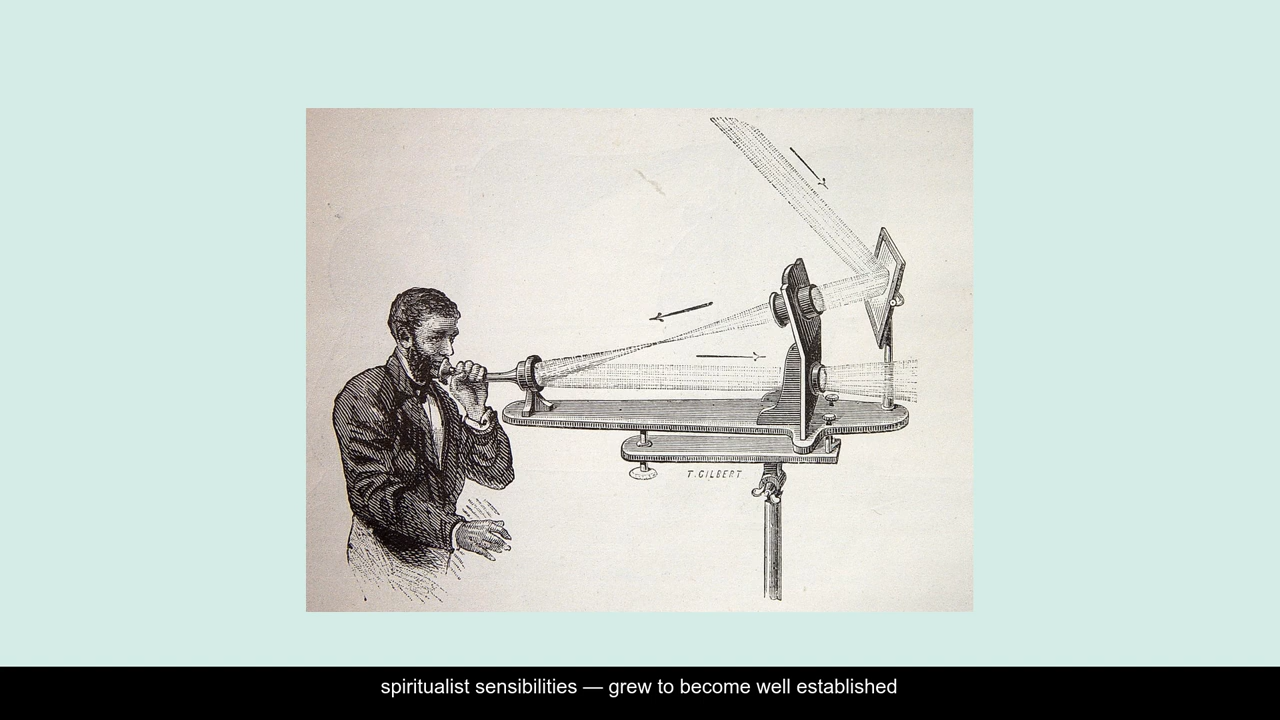 T. GILBERT
spiritualist sensibilities — grew to become well established